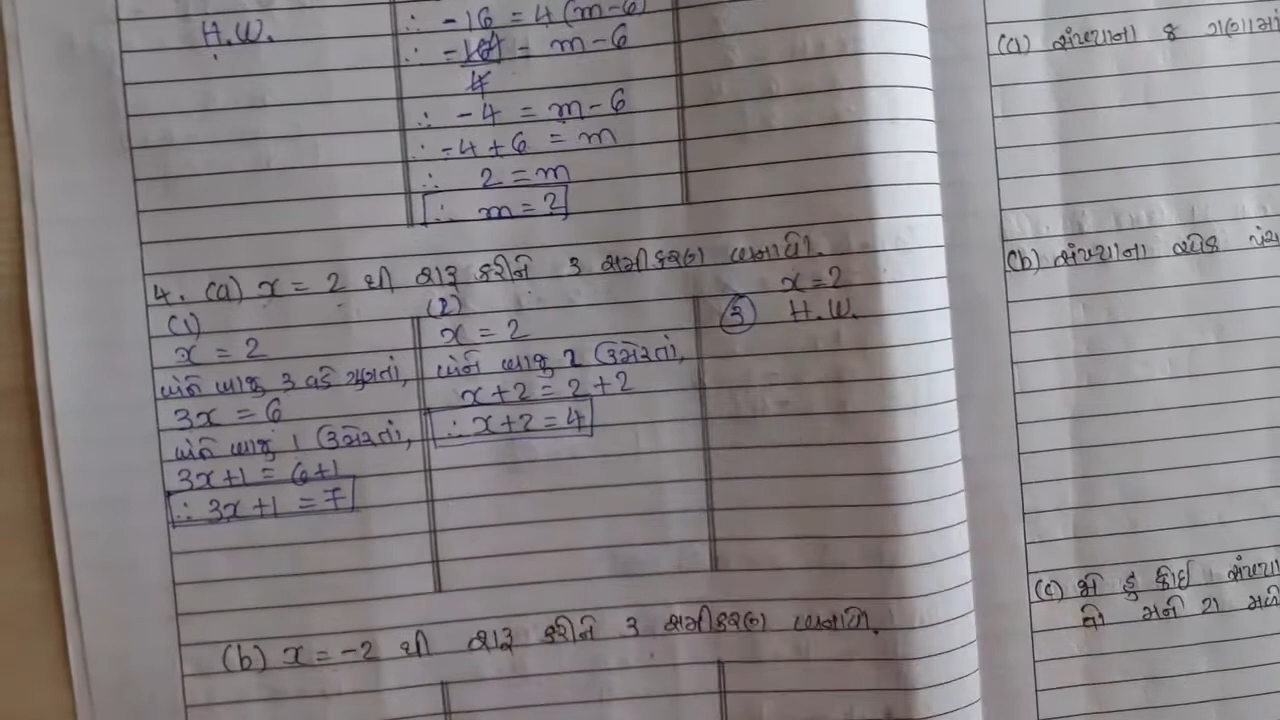 H.W.
∴ -16 = 4(m-6)
∴ -16/4 = m-6
∴ -4 = m-6
∴ -4+6 = m
∴ 2 = m
∴ m = 2
4. (a) x = 2 થી શરૂ કરીને 3 સમીકરણ બનાવો.
(1)
x = 2
બંને બાજુ 3 વડે ગુણતાં,
3x = 6
બંને બાજુ 1 ઉમેરતાં,
3x+1 = 6+1
∴ 3x+1 = 7
(2)
x = 2
બંને બાજુ 2 ઉમેરતાં,
x+2 = 2+2
∴ x+2 = 4
x=2
③ H.W.
(b) x = -2 થી શરૂ કરીને 3 સમીકરણ બનાવો.
(a) સંખ્યાના 8 ગણામાં
(b) સંખ્યાના
(c) જો હું કોઈ સંખ્યા
તો મને